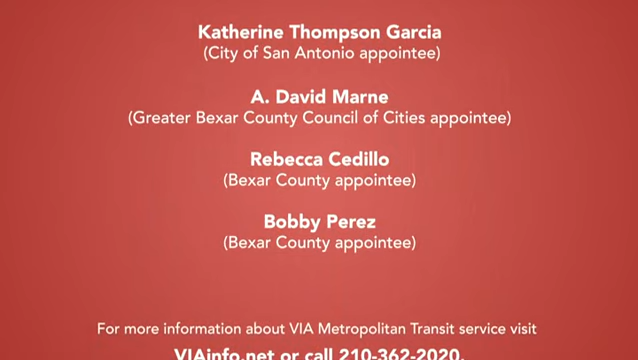 Katherine Thompson Garcia
(City of San Antonio appointee)
A. David Marne
(Greater Bexar County Council of Cities appointee)
Rebecca Cedillo
(Bexar County appointee)
Bobby Perez
(Bexar County appointee)
For more information about VIA Metropolitan Transit service visit
VIAinfo.net or call 210-362-2020.